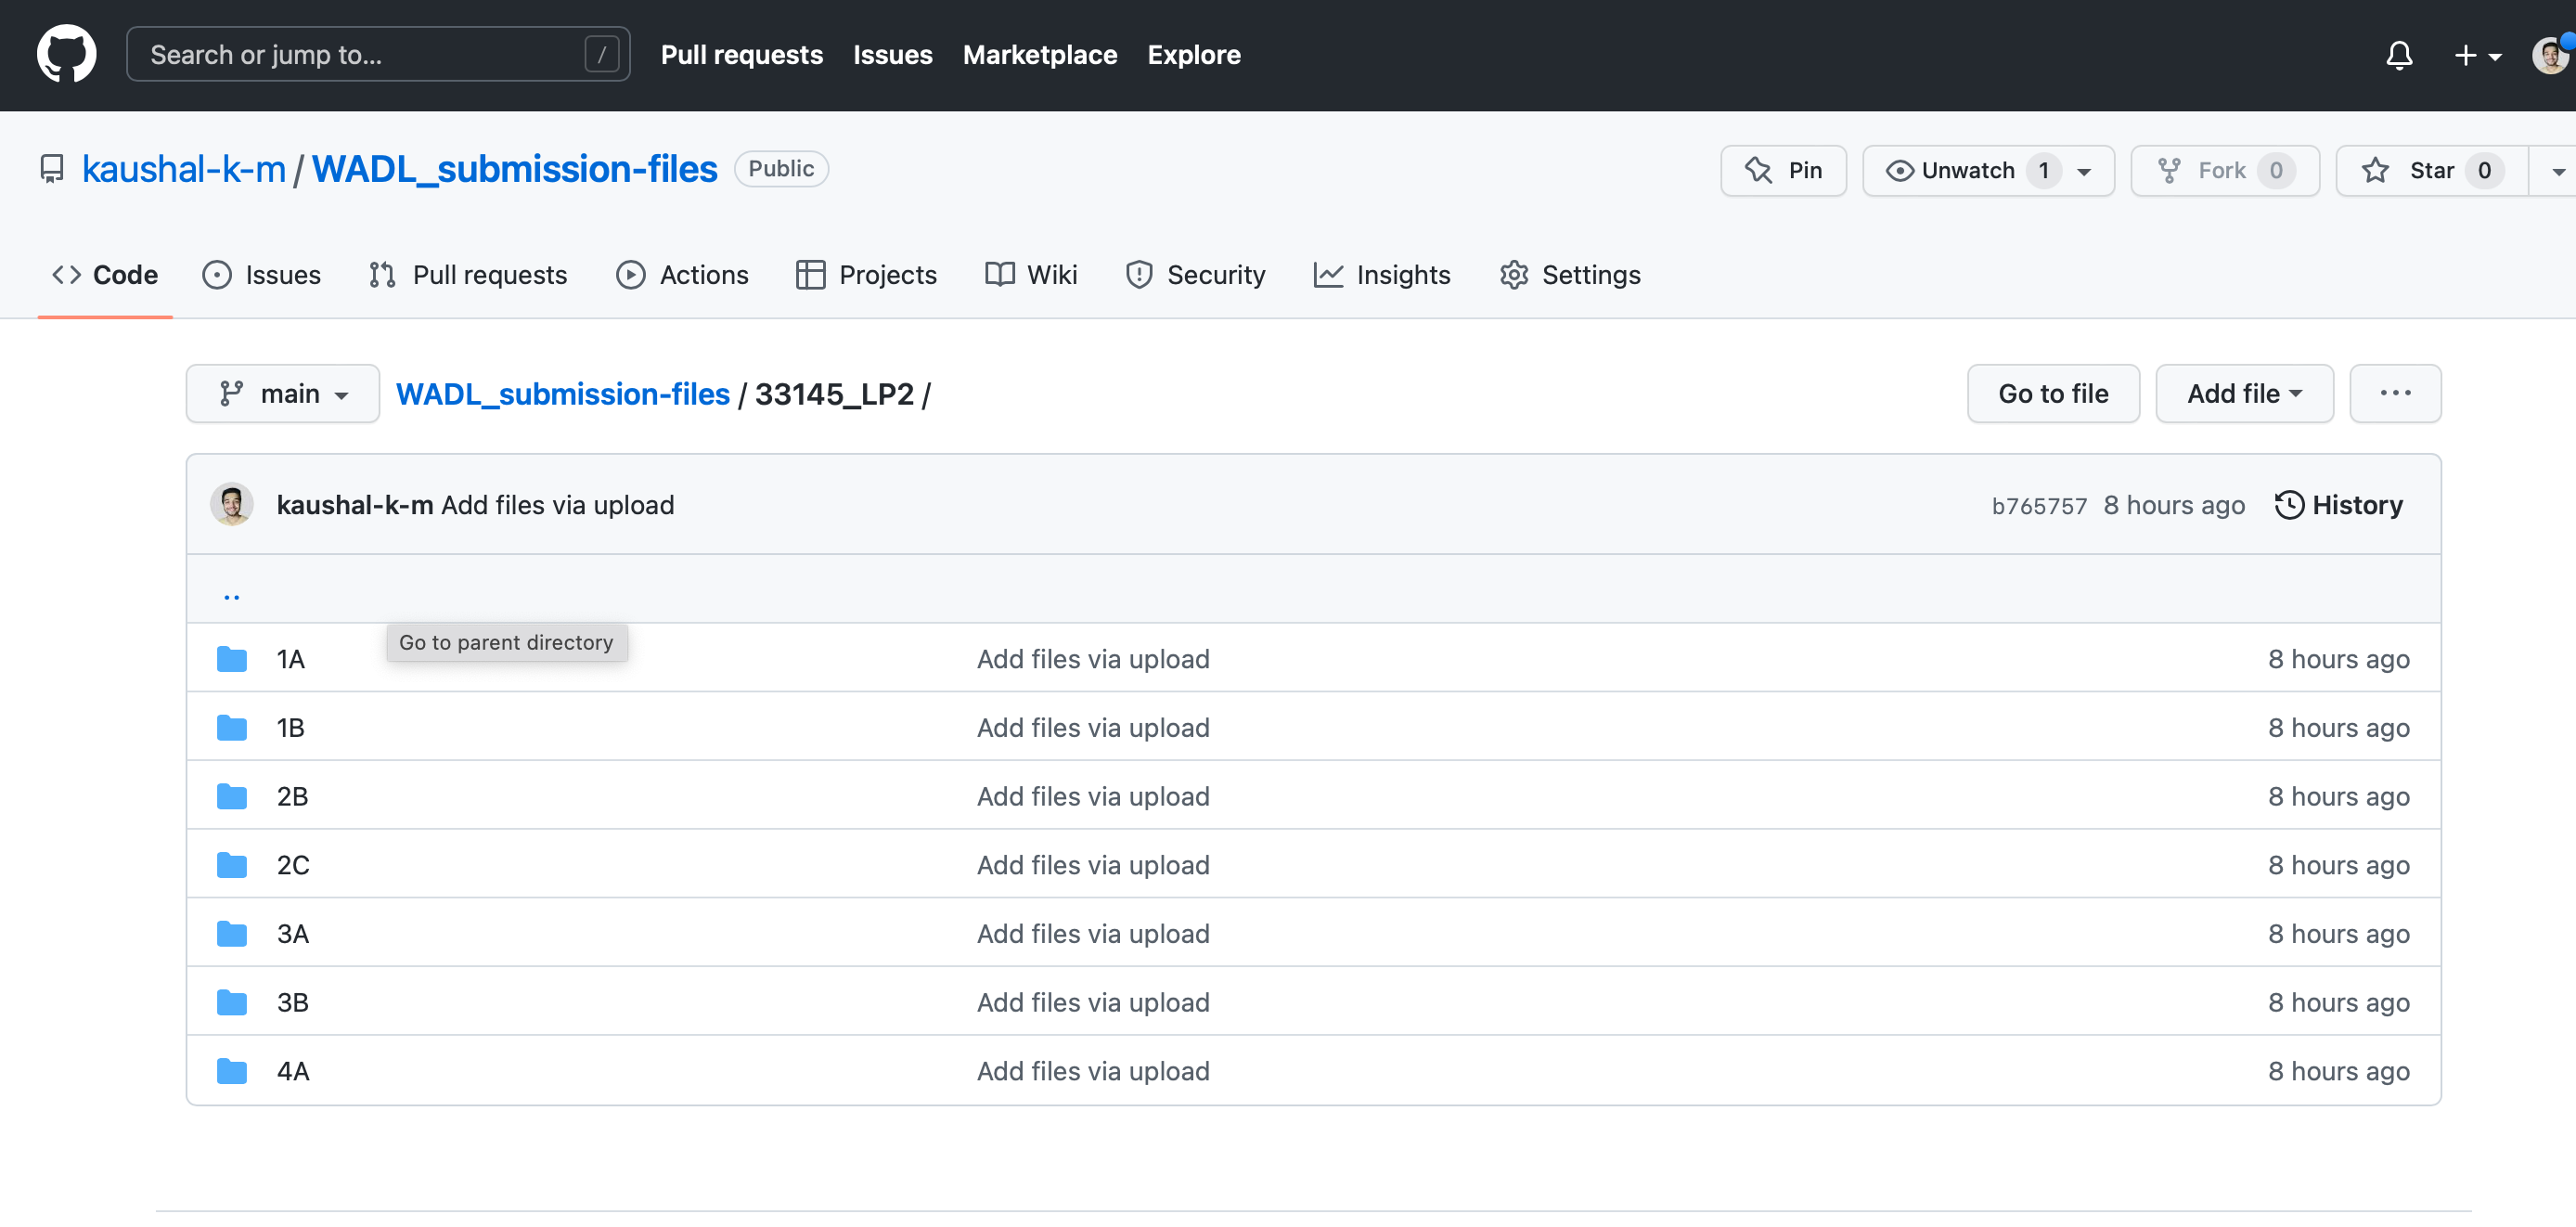 Search or jump to... / Pull requests Issues Marketplace Explore
kaushal-k-m / WADL_submission-files Public Pin Unwatch 1 Fork 0 Star 0
Code Issues Pull requests Actions Projects Wiki Security Insights Settings
main WADL_submission-files / 33145_LP2 / Go to file Add file ...
kaushal-k-m Add files via upload b765757 8 hours ago History
..
Go to parent directory
1A Add files via upload 8 hours ago
1B Add files via upload 8 hours ago
2B Add files via upload 8 hours ago
2C Add files via upload 8 hours ago
3A Add files via upload 8 hours ago
3B Add files via upload 8 hours ago
4A Add files via upload 8 hours ago